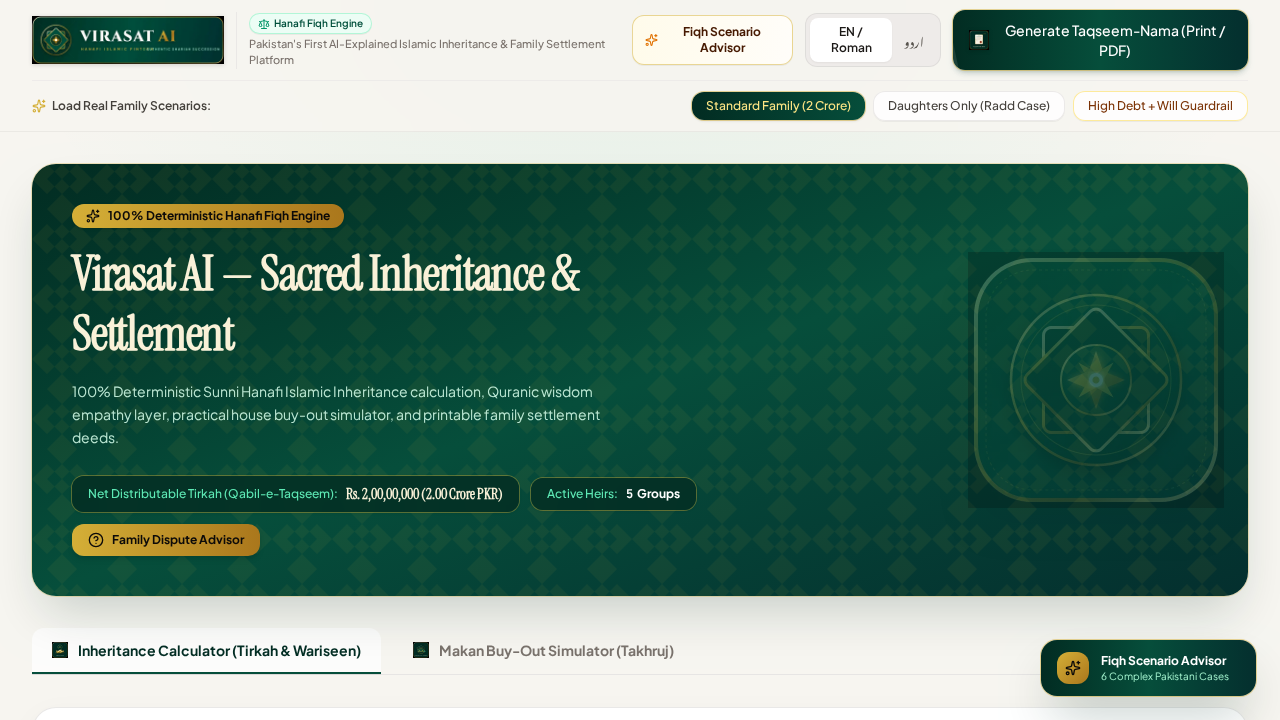 VIRASAT AI
Hanafi Fiqh Engine
Pakistan's First AI-Explained Islamic Inheritance & Family Settlement
Platform
Fiqh Scenario
Advisor
EN /
Roman
اردو
Generate Taqseem-Nama (Print /
PDF)
Load Real Family Scenarios:
Standard Family (2 Crore)
Daughters Only (Radd Case)
High Debt + Will Guardrail
100% Deterministic Hanafi Fiqh Engine
Virasat AI — Sacred Inheritance &
Settlement
100% Deterministic Sunni Hanafi Islamic Inheritance calculation, Quranic wisdom
empathy layer, practical house buy-out simulator, and printable family settlement
deeds.
Net Distributable Tirkah (Qabil-e-Taqseem): Rs. 2,00,00,000 (2.00 Crore PKR)
Active Heirs: 5 Groups
Family Dispute Advisor
Inheritance Calculator (Tirkah & Wariseen)
Makan Buy-Out Simulator (Takhruj)
Fiqh Scenario Advisor
6 Complex Pakistani Cases